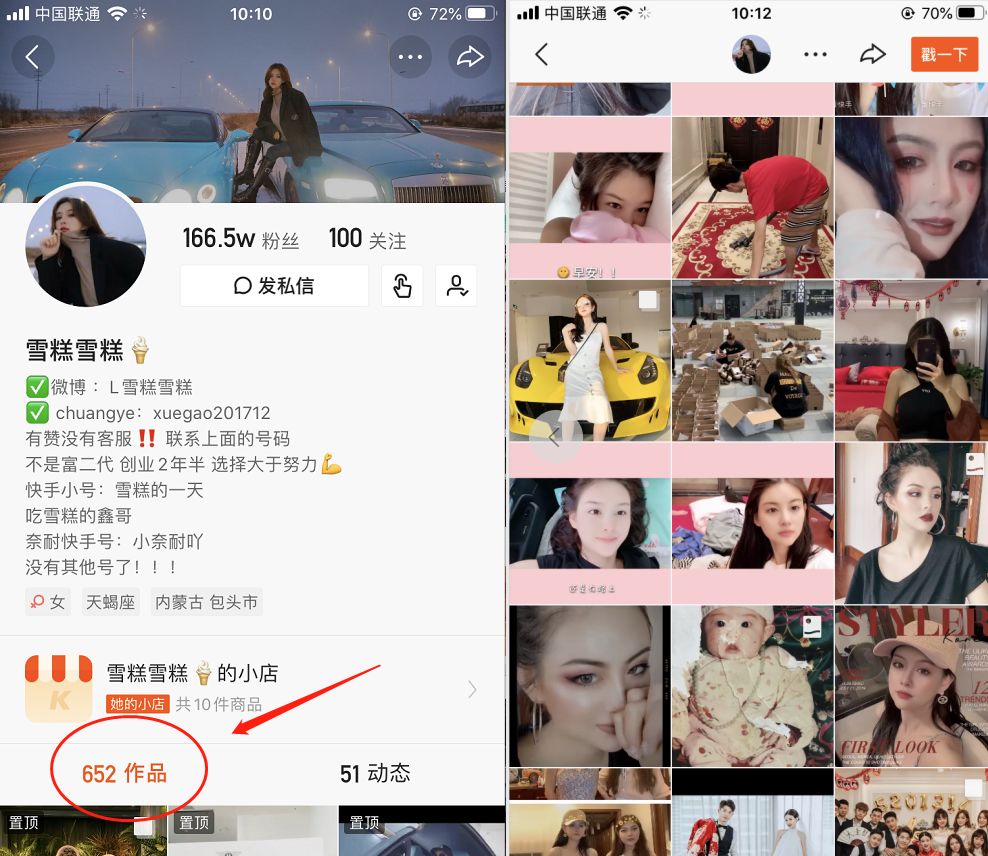 中国联通
10:10
72%
166.5w 粉丝
100 关注
发私信
雪糕雪糕🍦
✅微博：L雪糕雪糕
✅ chuangye：xuegao201712
有赞没有客服‼️ 联系上面的号码
不是富二代 创业2年半 选择大于努力💪
快手小号：雪糕的一天
吃雪糕的鑫哥
奈耐快手号：小奈耐吖
没有其他号了！！！
女
天蝎座
内蒙古 包头市
雪糕雪糕🍦的小店
她的小店 共10件商品
652 作品
51 动态
置顶
置顶
置顶
中国联通
10:12
70%
戳一下
早安！！
STYLER
FIRST LOOK